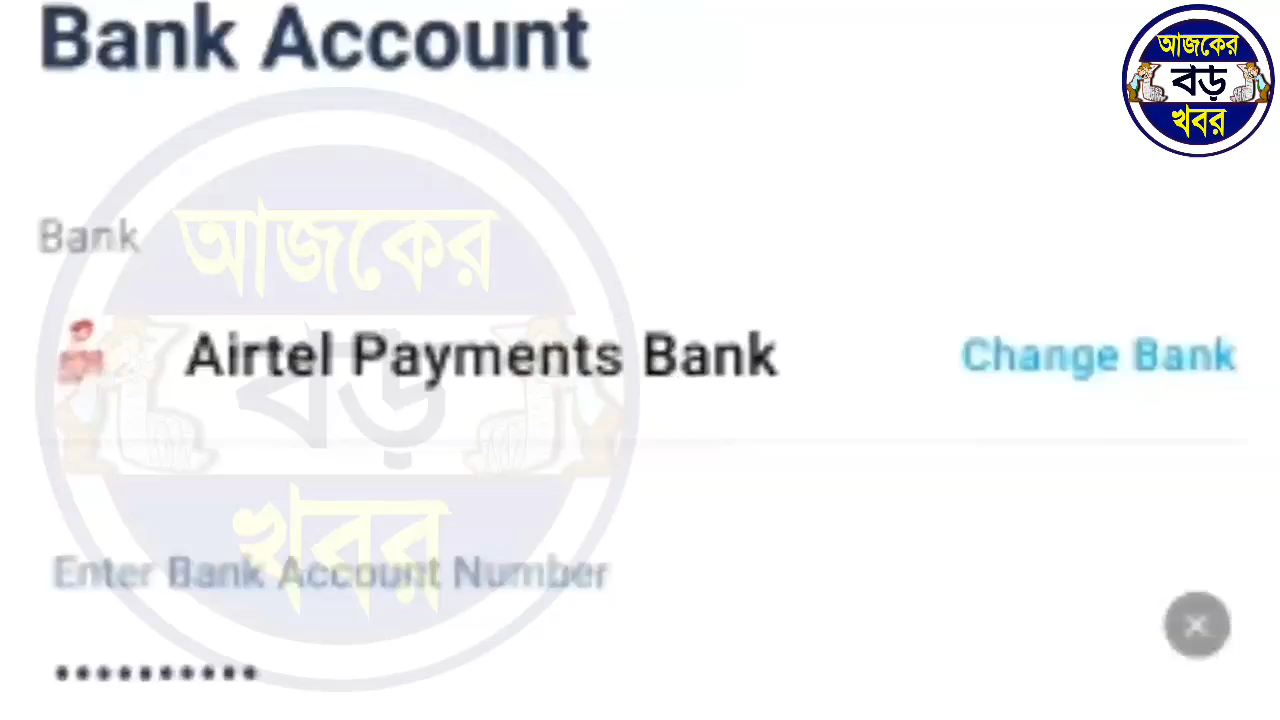 Bank Account
আজকের
বড়
খবর
আজকের
Bank
Airtel Payments Bank
Change Bank
বড়
খবর
Enter Bank Account Number
••••••••••